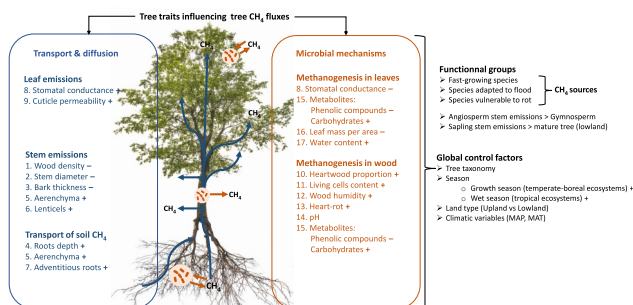 Tree traits influencing tree CH4 fluxes
Transport & diffusion
Leaf emissions
8. Stomatal conductance +
9. Cuticle permeability +
Stem emissions
1. Wood density –
2. Stem diameter –
3. Bark thickness –
5. Aerenchyma +
6. Lenticels +
Transport of soil CH4
4. Roots depth +
5. Aerenchyma +
7. Adventitious roots +
CH4
CH4
CH4
CH4
CH4
CH4
CH4
Microbial mechanisms
Methanogenesis in leaves
8. Stomatal conductance –
15. Metabolites:
Phenolic compounds –
Carbohydrates +
16. Leaf mass per area –
17. Water content +
Methanogenesis in wood
10. Heartwood proportion +
11. Living cells content +
12. Wood humidity +
13. Heart-rot +
14. pH
15. Metabolites:
Phenolic compounds –
Carbohydrates +
Functionnal groups
➢ Fast-growing species
➢ Species adapted to flood
➢ Species vulnerable to rot
CH4 sources
➢ Angiosperm stem emissions > Gymnosperm
➢ Sapling stem emissions > mature tree (lowland)
Global control factors
➢ Tree taxonomy
➢ Season
o Growth season (temperate-boreal ecosystems) +
o Wet season (tropical ecosystems) +
➢ Land type (Upland vs Lowland)
➢ Climatic variables (MAP, MAT)